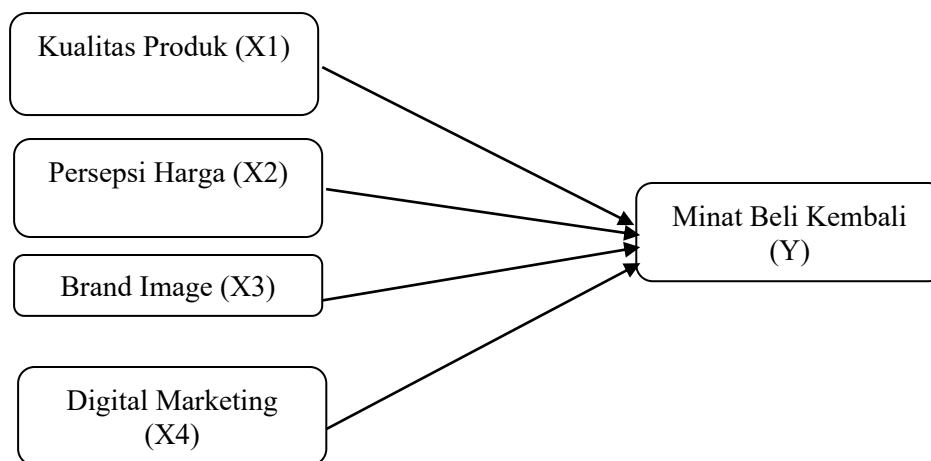 Kualitas Produk (X1)
Persepsi Harga (X2)
Minat Beli Kembali
(Y)
Brand Image (X3)
Digital Marketing
(X4)